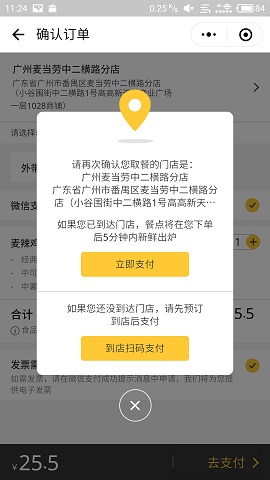 11:24
0.25
84
确认订单
广州麦当劳中二横路分店
广东省广州市番禺区麦当劳中二横路分店
（小谷围街中二横路1号高高新天
业广场
一层1028商铺）
请选择
外带
微信支
麦辣鸡
1
- 经典
- 中可
- 中薯
合计
5.5
食品
发票需
如需发票，请在微信支付成功提示消息中申请，我们将为您提
供电子发票
请再次确认您取餐的门店是：
广州麦当劳中二横路分店
广东省广州市番禺区麦当劳中二横路分
店（小谷围街中二横路1号高高新天…
如果您已到达门店，餐点将在您下单
后5分钟内新鲜出炉
立即支付
如果您还没到达门店，请先预订
到店后支付
到店扫码支付
¥25.5
去支付